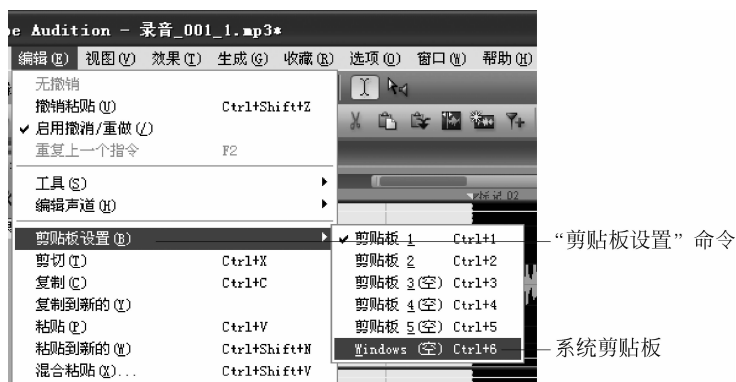 e Audition - 录音_001_1.mp3*
编辑(E) 视图(V) 效果(T) 生成(G) 收藏(R) 选项(O) 窗口(W) 帮助(H)
无撤销
撤销粘贴(U) Ctrl+Shift+Z
✓ 启用撤消/重做(/)
重复上一个指令 F2
工具(S)
编辑声道(H)
标记 02
剪贴板设置(B)
剪切(T) Ctrl+X
复制(C) Ctrl+C
复制到新的(Y)
粘贴(P) Ctrl+V
粘贴到新的(W) Ctrl+Shift+N
混合粘贴(X)... Ctrl+Shift+V
✓ 剪贴板 1 Ctrl+1
剪贴板 2 Ctrl+2
剪贴板 3(空) Ctrl+3
剪贴板 4(空) Ctrl+4
剪贴板 5(空) Ctrl+5
Windows (空) Ctrl+6
“剪贴板设置”命令
系统剪贴板